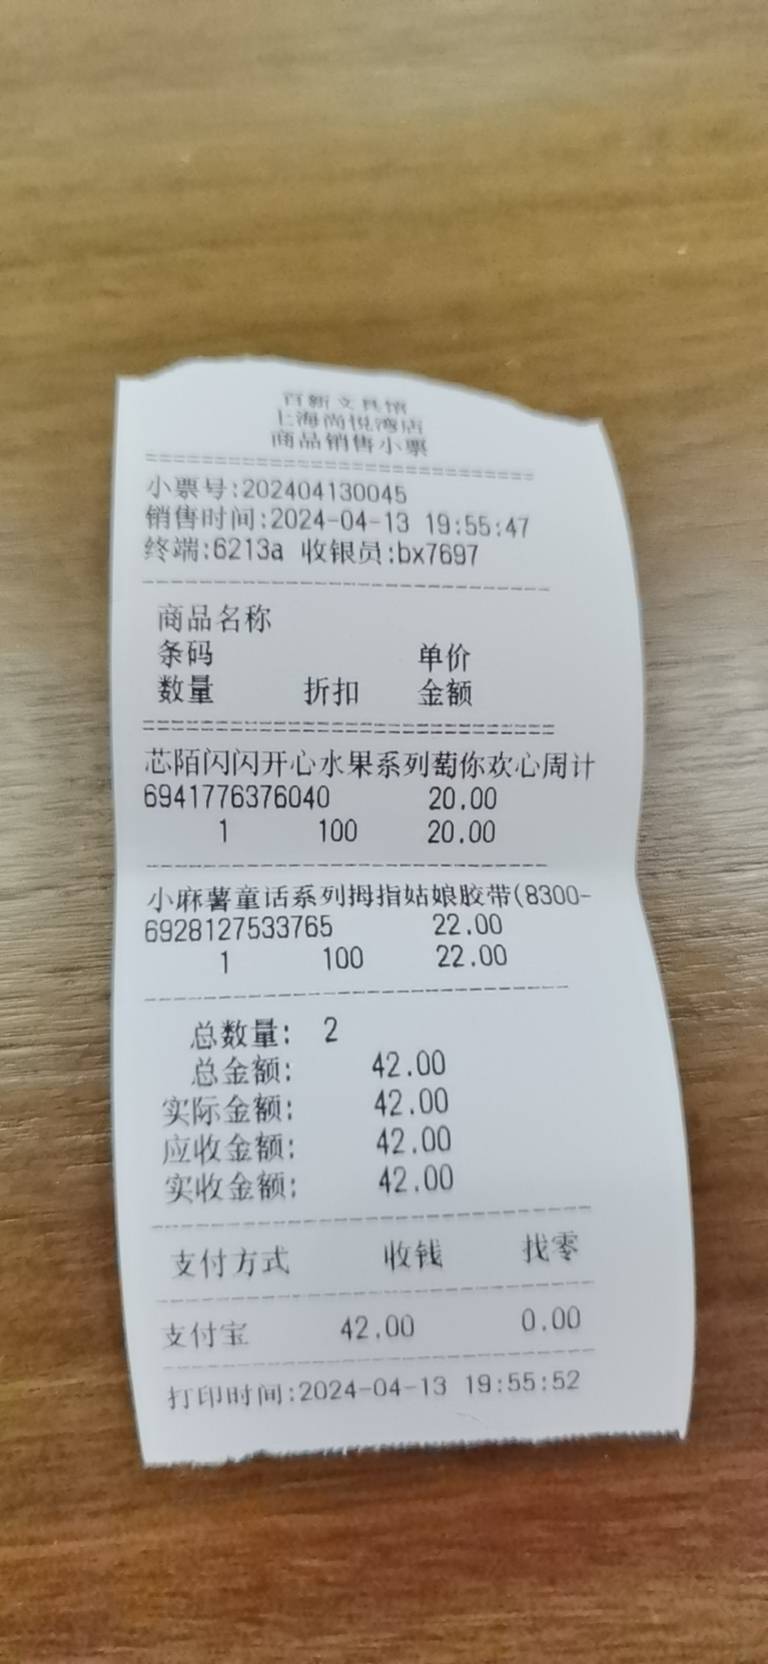 百新文具馆
上海尚悦湾店
商品销售小票
小票号:202404130045
销售时间:2024-04-13 19:55:47
终端:6213a 收银员:bx7697
商品名称
条码 单价
数量 折扣 金额
芯陌闪闪开心水果系列萄你欢心周计
6941776376040 20.00
1 100 20.00
小麻薯童话系列拇指姑娘胶带(8300-
6928127533765 22.00
1 100 22.00
总数量: 2
总金额: 42.00
实际金额: 42.00
应收金额: 42.00
实收金额: 42.00
支付方式 收钱 找零
支付宝 42.00 0.00
打印时间:2024-04-13 19:55:52